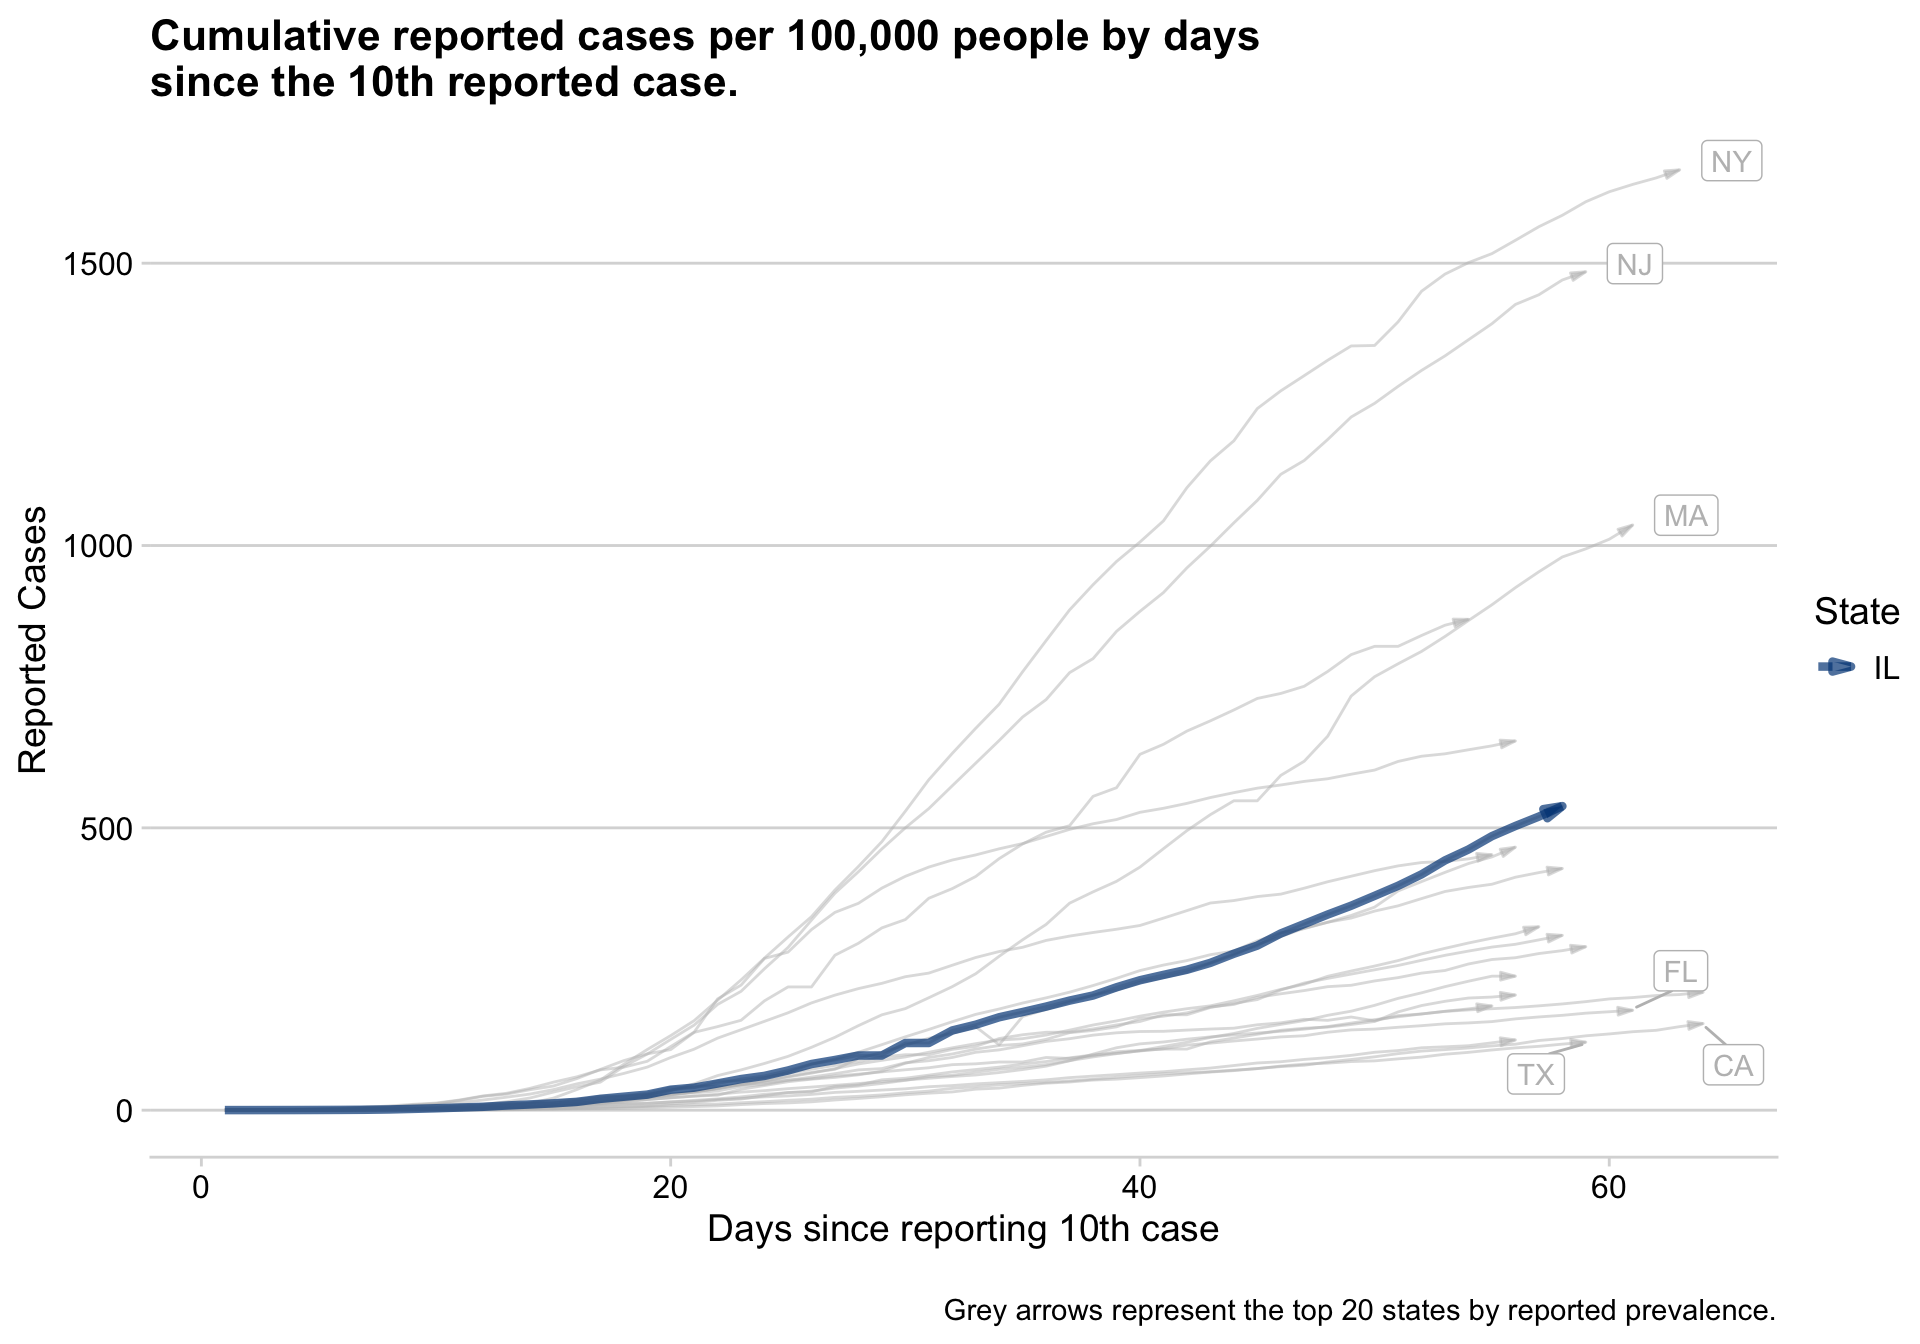 Cumulative reported cases per 100,000 people by days
since the 10th reported case.
NY
1500
NJ
MA
1000
Reported Cases
State
IL
500
FL
TX
CA
0
0 20 40 60
Days since reporting 10th case
Grey arrows represent the top 20 states by reported prevalence.